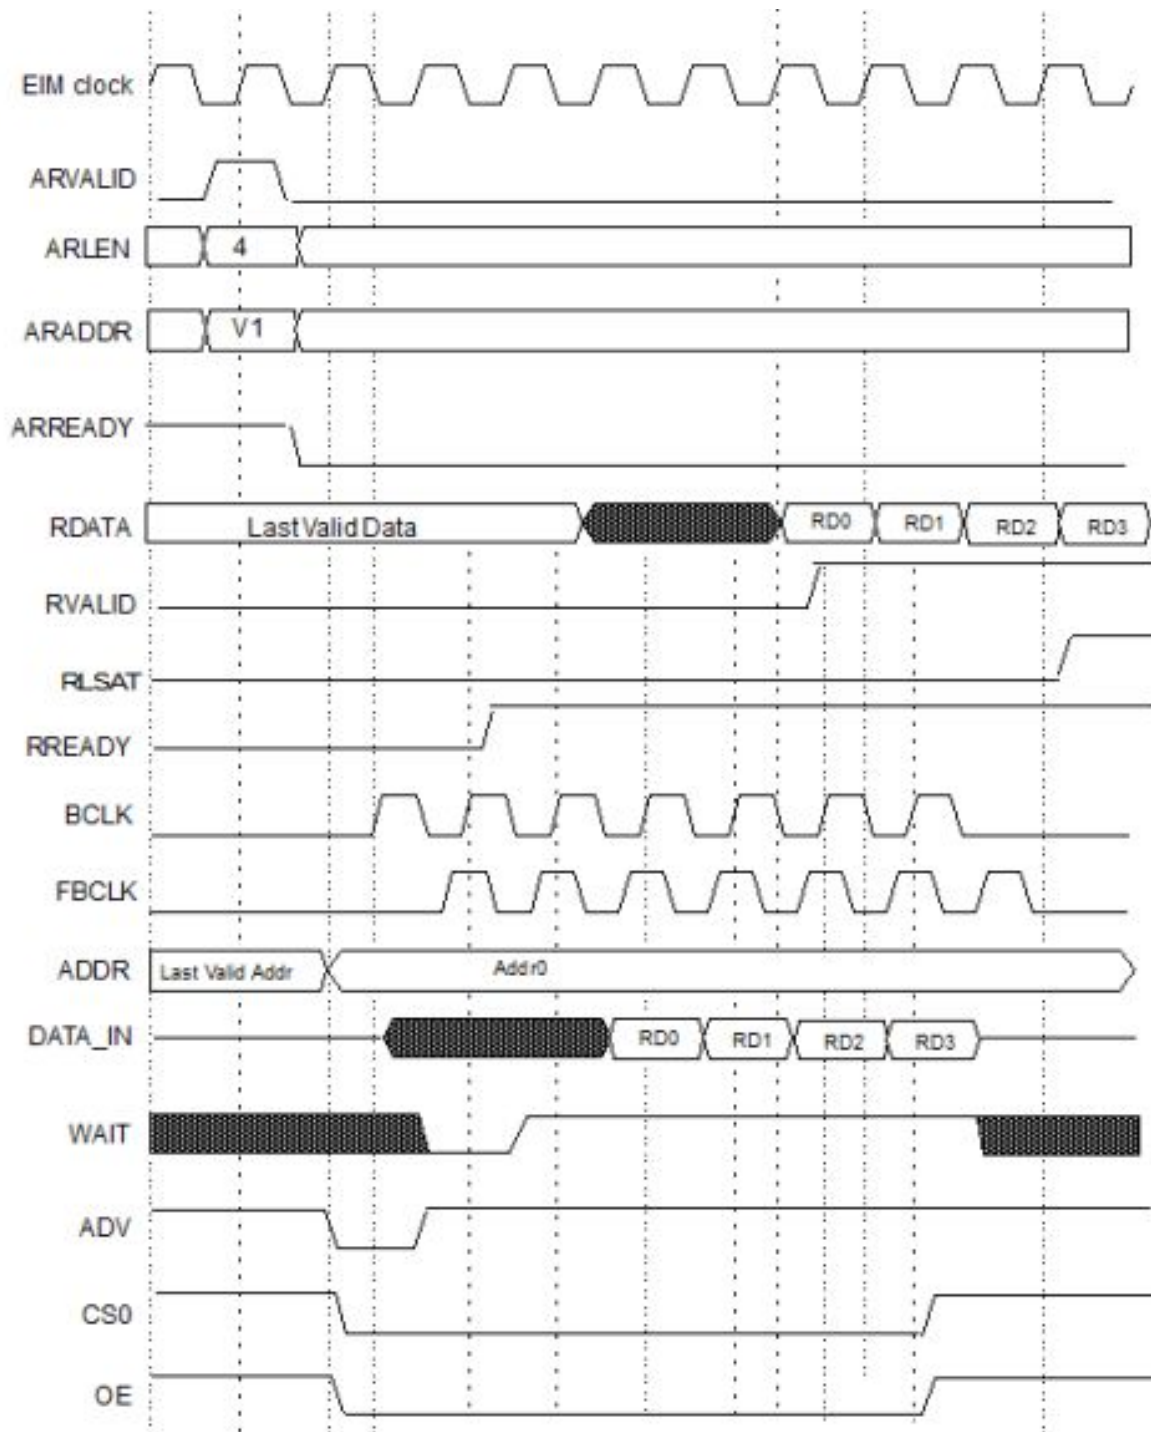 EIM clock
ARVALID
ARLEN 4
ARADDR V1
ARREADY
RDATA Last Valid Data RD0 RD1 RD2 RD3
RVALID
RLSAT
RREADY
BCLK
FBCLK
ADDR Last Valid Addr Addr0
DATA_IN RD0 RD1 RD2 RD3
WAIT
ADV
CS0
OE